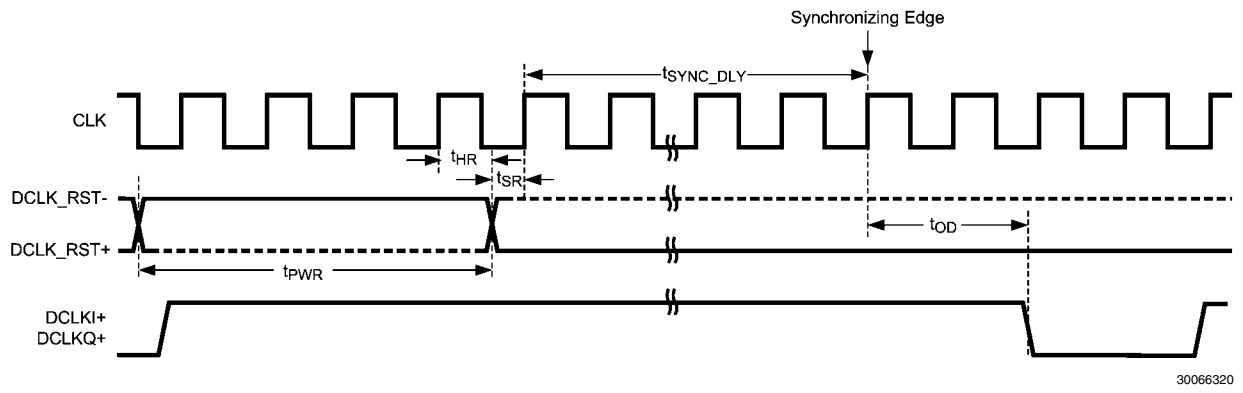 Synchronizing Edge
tSYNC_DLY
CLK
tHR
tSR
DCLK_RST-
DCLK_RST+
tOD
tPWR
DCLKI+
DCLKQ+
30066320